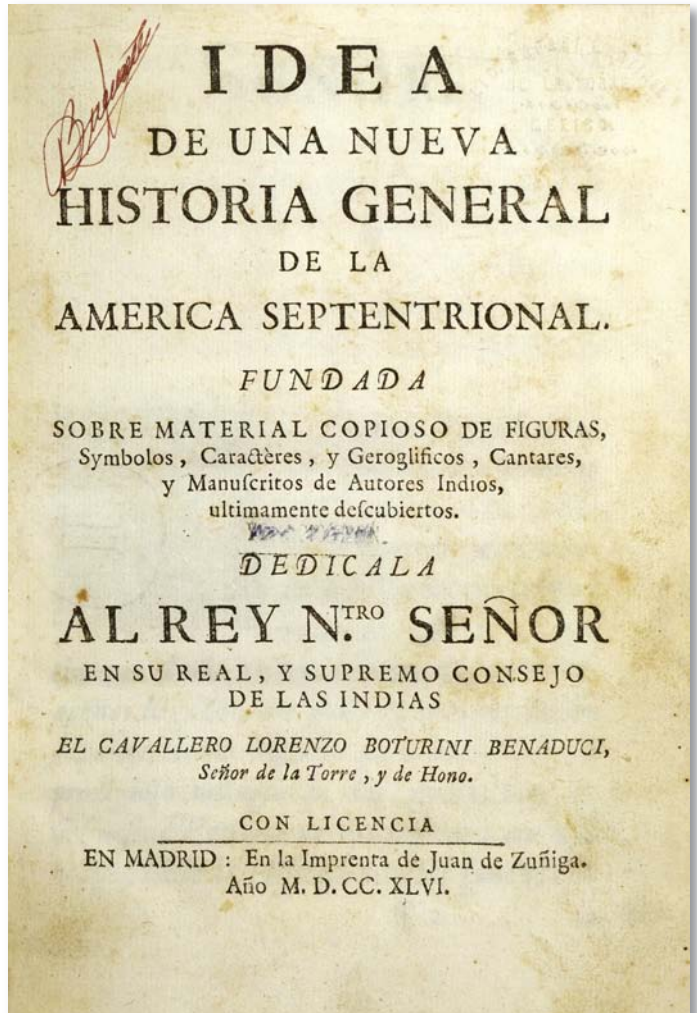 IDEA
DE UNA NUEVA
HISTORIA GENERAL
DE LA
AMERICA SEPTENTRIONAL.
FUNDADA
SOBRE MATERIAL COPIOSO DE FIGURAS,
Symbolos, Caractères, y Geroglificos, Cantares,
y Manuſcritos de Autores Indios,
ultimamente deſcubiertos.
DEDICALA
AL REY N.TRO SEÑOR
EN SU REAL, Y SUPREMO CONSEJO
DE LAS INDIAS
EL CAVALLERO LORENZO BOTURINI BENADUCI,
Señor de la Torre, y de Hono.
CON LICENCIA
EN MADRID : En la Imprenta de Juan de Zuñiga.
Año M. D. CC. XLVI.